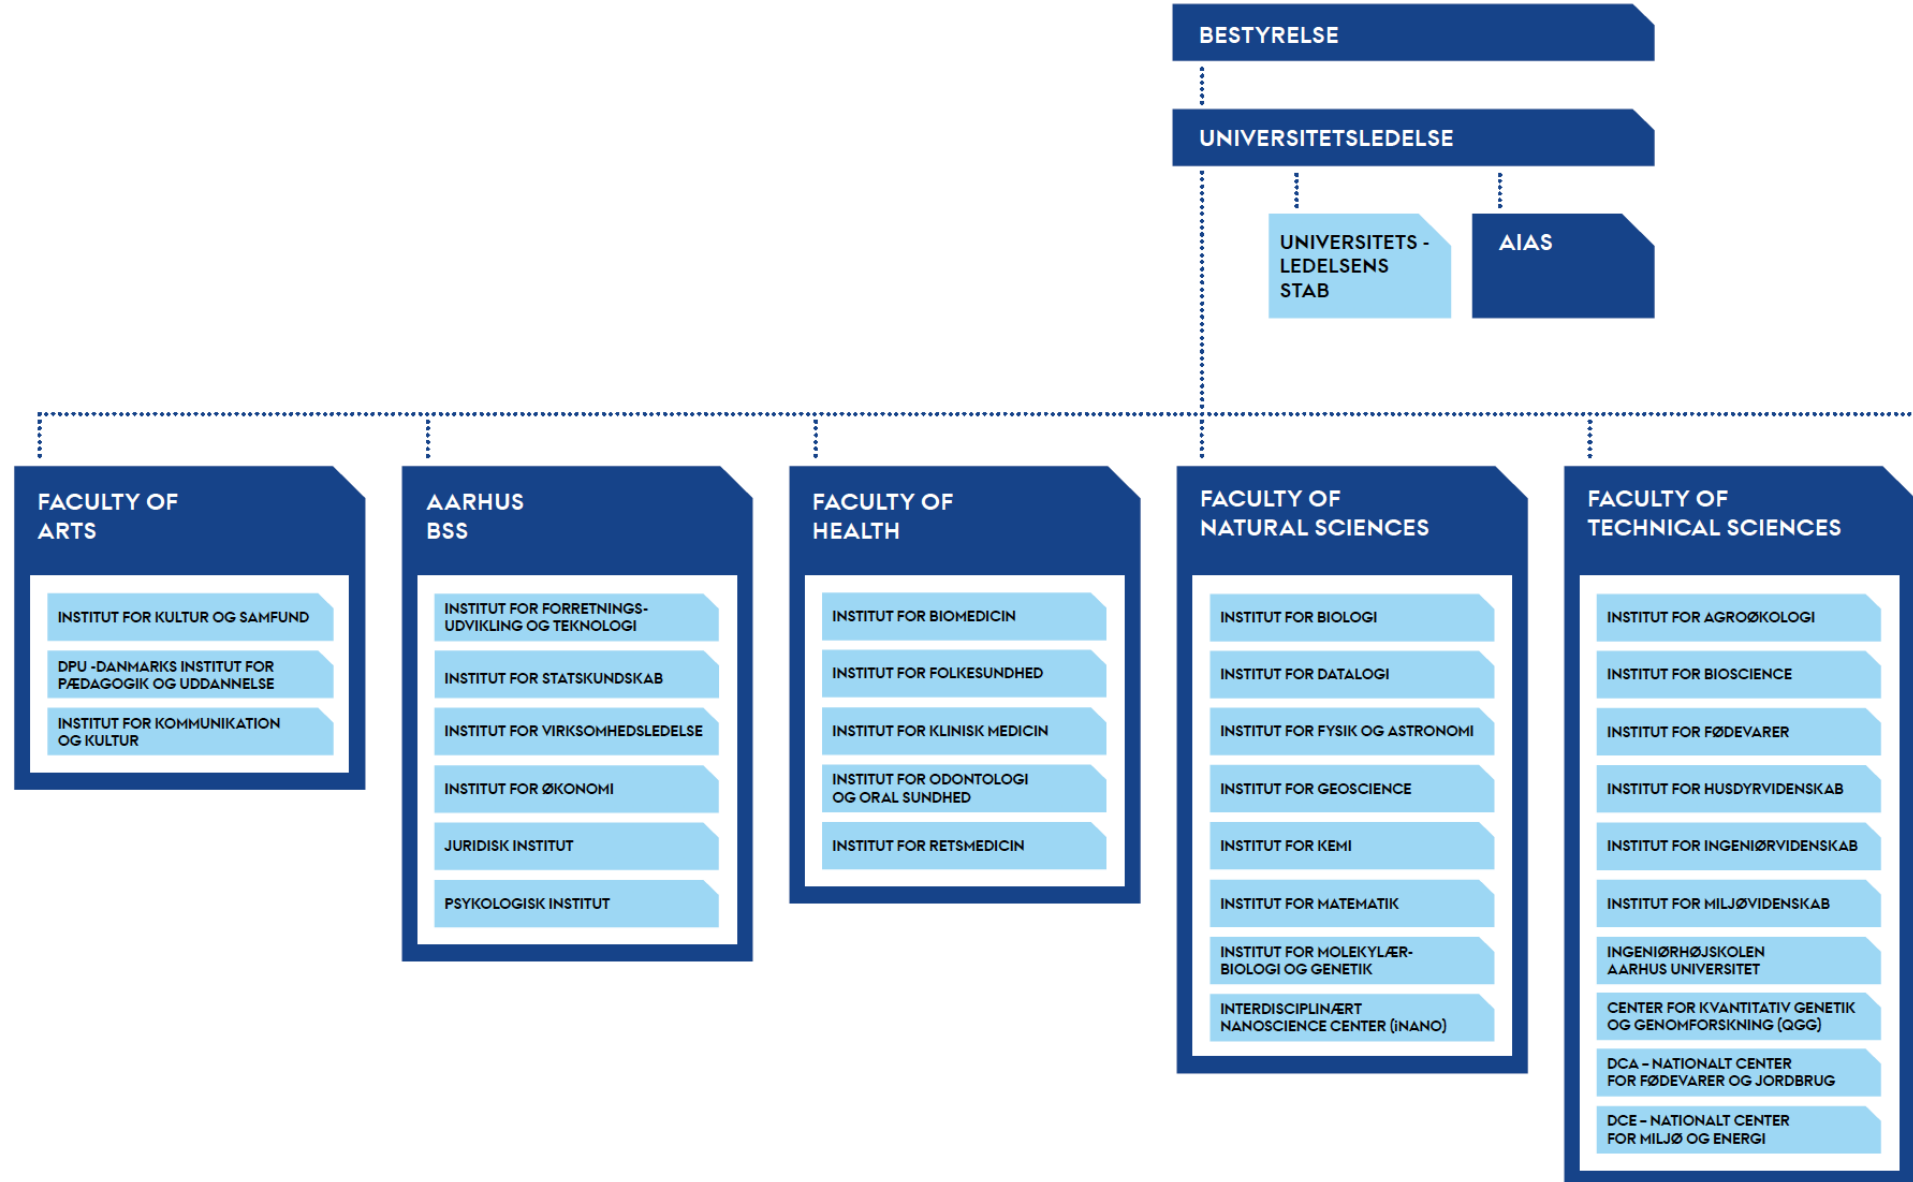 BESTYRELSE
UNIVERSITETSLEDELSE
UNIVERSITETS -
LEDELSENS
STAB
AIAS
FACULTY OF
ARTS
INSTITUT FOR KULTUR OG SAMFUND
DPU -DANMARKS INSTITUT FOR
PÆDAGOGIK OG UDDANNELSE
INSTITUT FOR KOMMUNIKATION
OG KULTUR
AARHUS
BSS
INSTITUT FOR FORRETNINGS-
UDVIKLING OG TEKNOLOGI
INSTITUT FOR STATSKUNDSKAB
INSTITUT FOR VIRKSOMHEDSLEDELSE
INSTITUT FOR ØKONOMI
JURIDISK INSTITUT
PSYKOLOGISK INSTITUT
FACULTY OF
HEALTH
INSTITUT FOR BIOMEDICIN
INSTITUT FOR FOLKESUNDHED
INSTITUT FOR KLINISK MEDICIN
INSTITUT FOR ODONTOLOGI
OG ORAL SUNDHED
INSTITUT FOR RETSMEDICIN
FACULTY OF
NATURAL SCIENCES
INSTITUT FOR BIOLOGI
INSTITUT FOR DATALOGI
INSTITUT FOR FYSIK OG ASTRONOMI
INSTITUT FOR GEOSCIENCE
INSTITUT FOR KEMI
INSTITUT FOR MATEMATIK
INSTITUT FOR MOLEKYLÆR-
BIOLOGI OG GENETIK
INTERDISCIPLINÆRT
NANOSCIENCE CENTER (iNANO)
FACULTY OF
TECHNICAL SCIENCES
INSTITUT FOR AGROØKOLOGI
INSTITUT FOR BIOSCIENCE
INSTITUT FOR FØDEVARER
INSTITUT FOR HUSDYRVIDENSKAB
INSTITUT FOR INGENIØRVIDENSKAB
INSTITUT FOR MILJØVIDENSKAB
INGENIØRHØJSKOLEN
AARHUS UNIVERSITET
CENTER FOR KVANTITATIV GENETIK
OG GENOMFORSKNING (QGG)
DCA – NATIONALT CENTER
FOR FØDEVARER OG JORDBRUG
DCE – NATIONALT CENTER
FOR MILJØ OG ENERGI